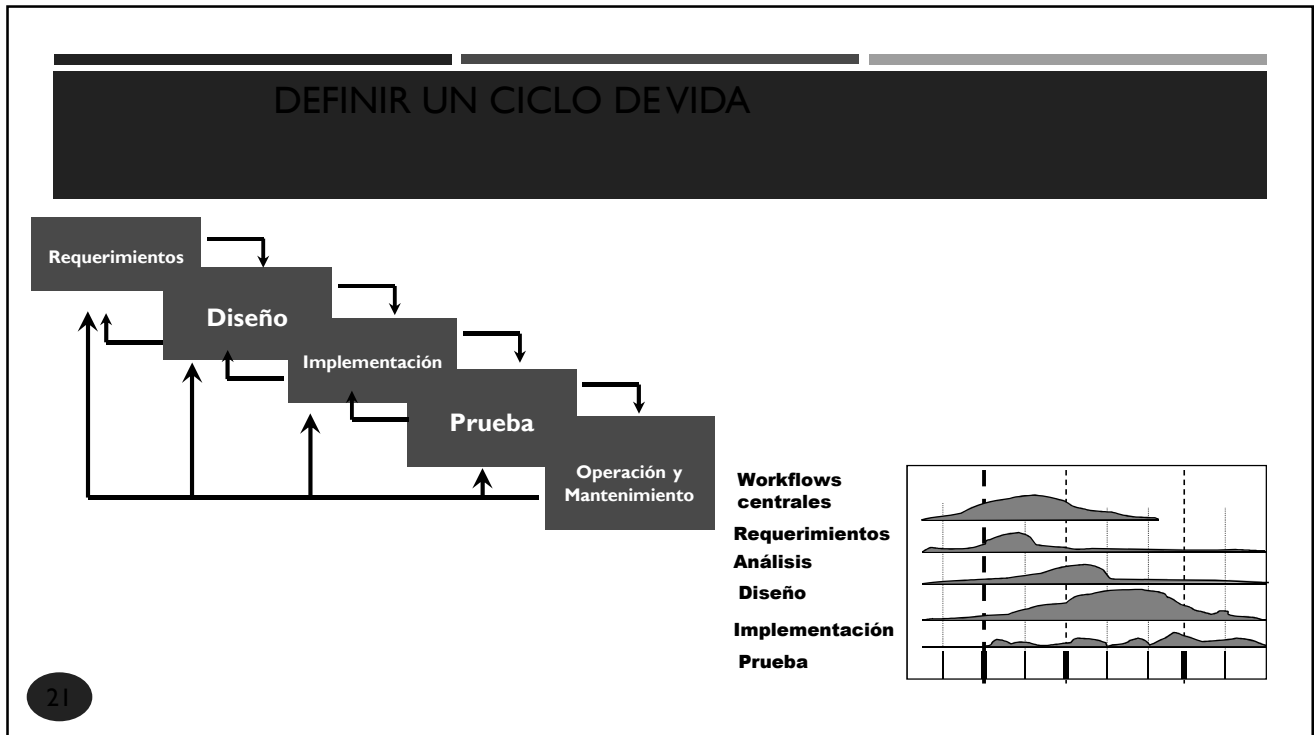 DEFINIR UN CICLO DE VIDA
Requerimientos
Diseño
Implementación
Prueba
Operación y
Mantenimiento
Workflows
centrales
Requerimientos
Análisis
Diseño
Implementación
Prueba
21